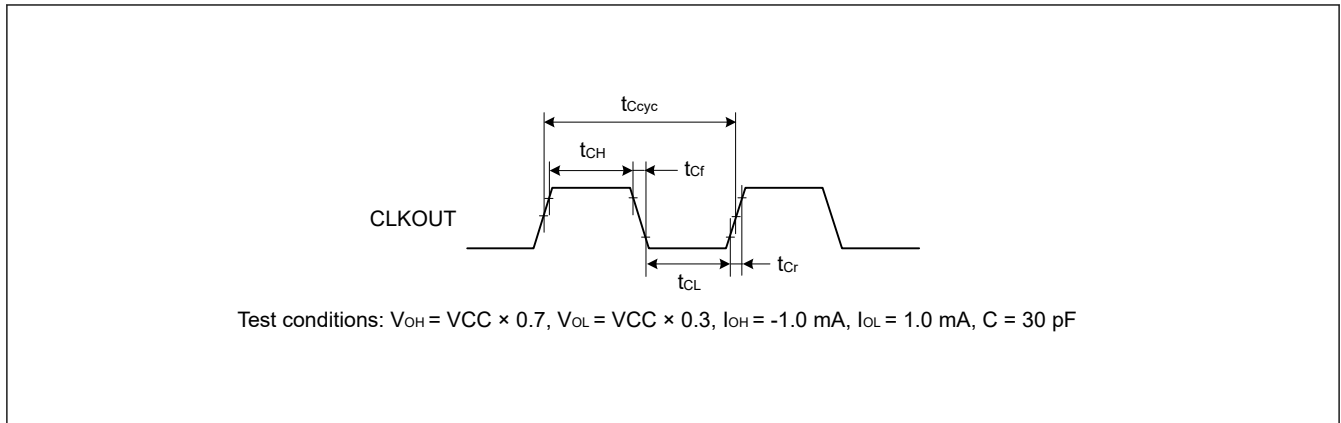 tCcyc
tCH
tCf
CLKOUT
tCr
tCL
Test conditions: VOH = VCC × 0.7, VOL = VCC × 0.3, IOH = -1.0 mA, IOL = 1.0 mA, C = 30 pF